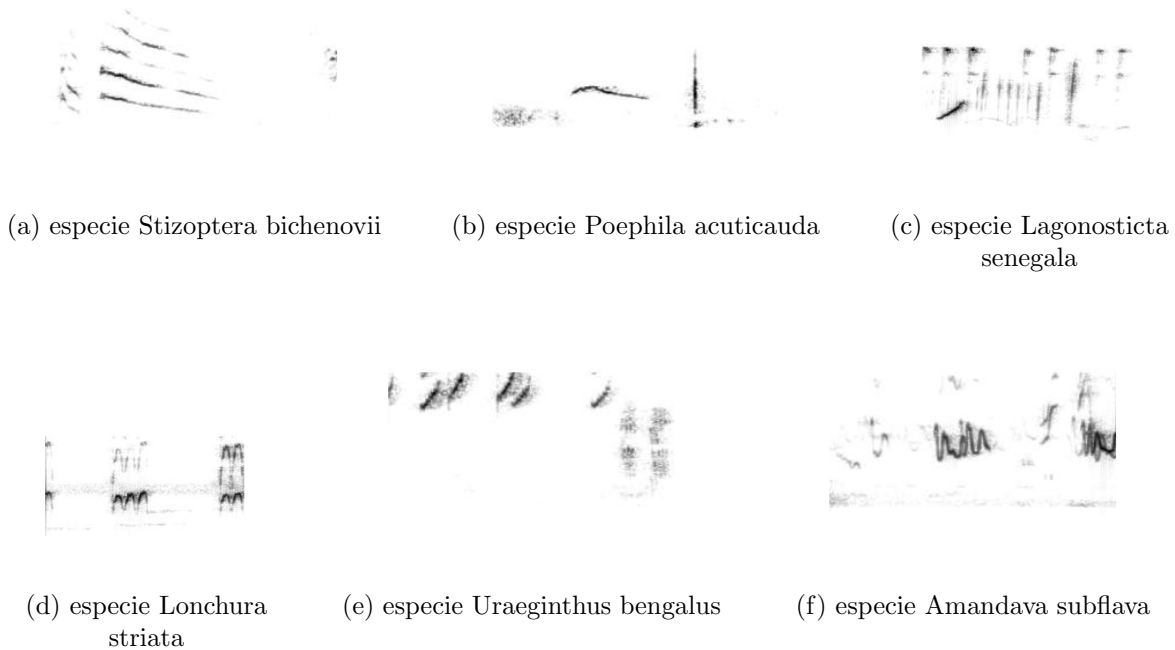 (a) especie Stizoptera bichenovii
(b) especie Poephila acuticauda
(c) especie Lagonosticta
senegala
(d) especie Lonchura
striata
(e) especie Uraeginthus bengalus
(f) especie Amandava subflava